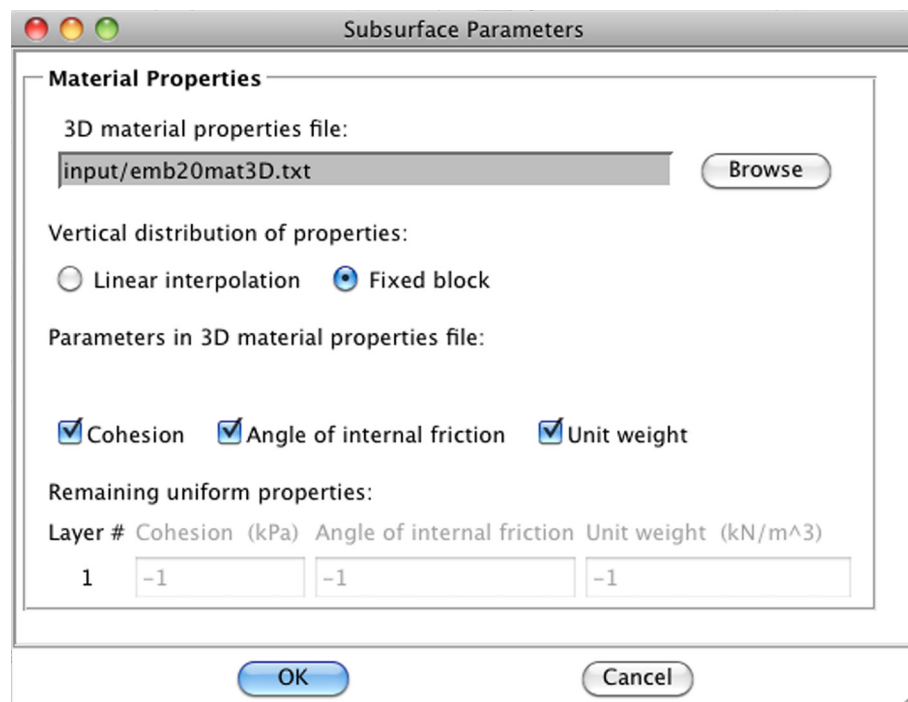 Subsurface Parameters
Material Properties
3D material properties file:
input/emb20mat3D.txt Browse
Vertical distribution of properties:
Linear interpolation Fixed block
Parameters in 3D material properties file:
Cohesion Angle of internal friction Unit weight
Remaining uniform properties:
Layer # Cohesion (kPa) Angle of internal friction Unit weight (kN/m^3)
1 -1 -1 -1
OK Cancel